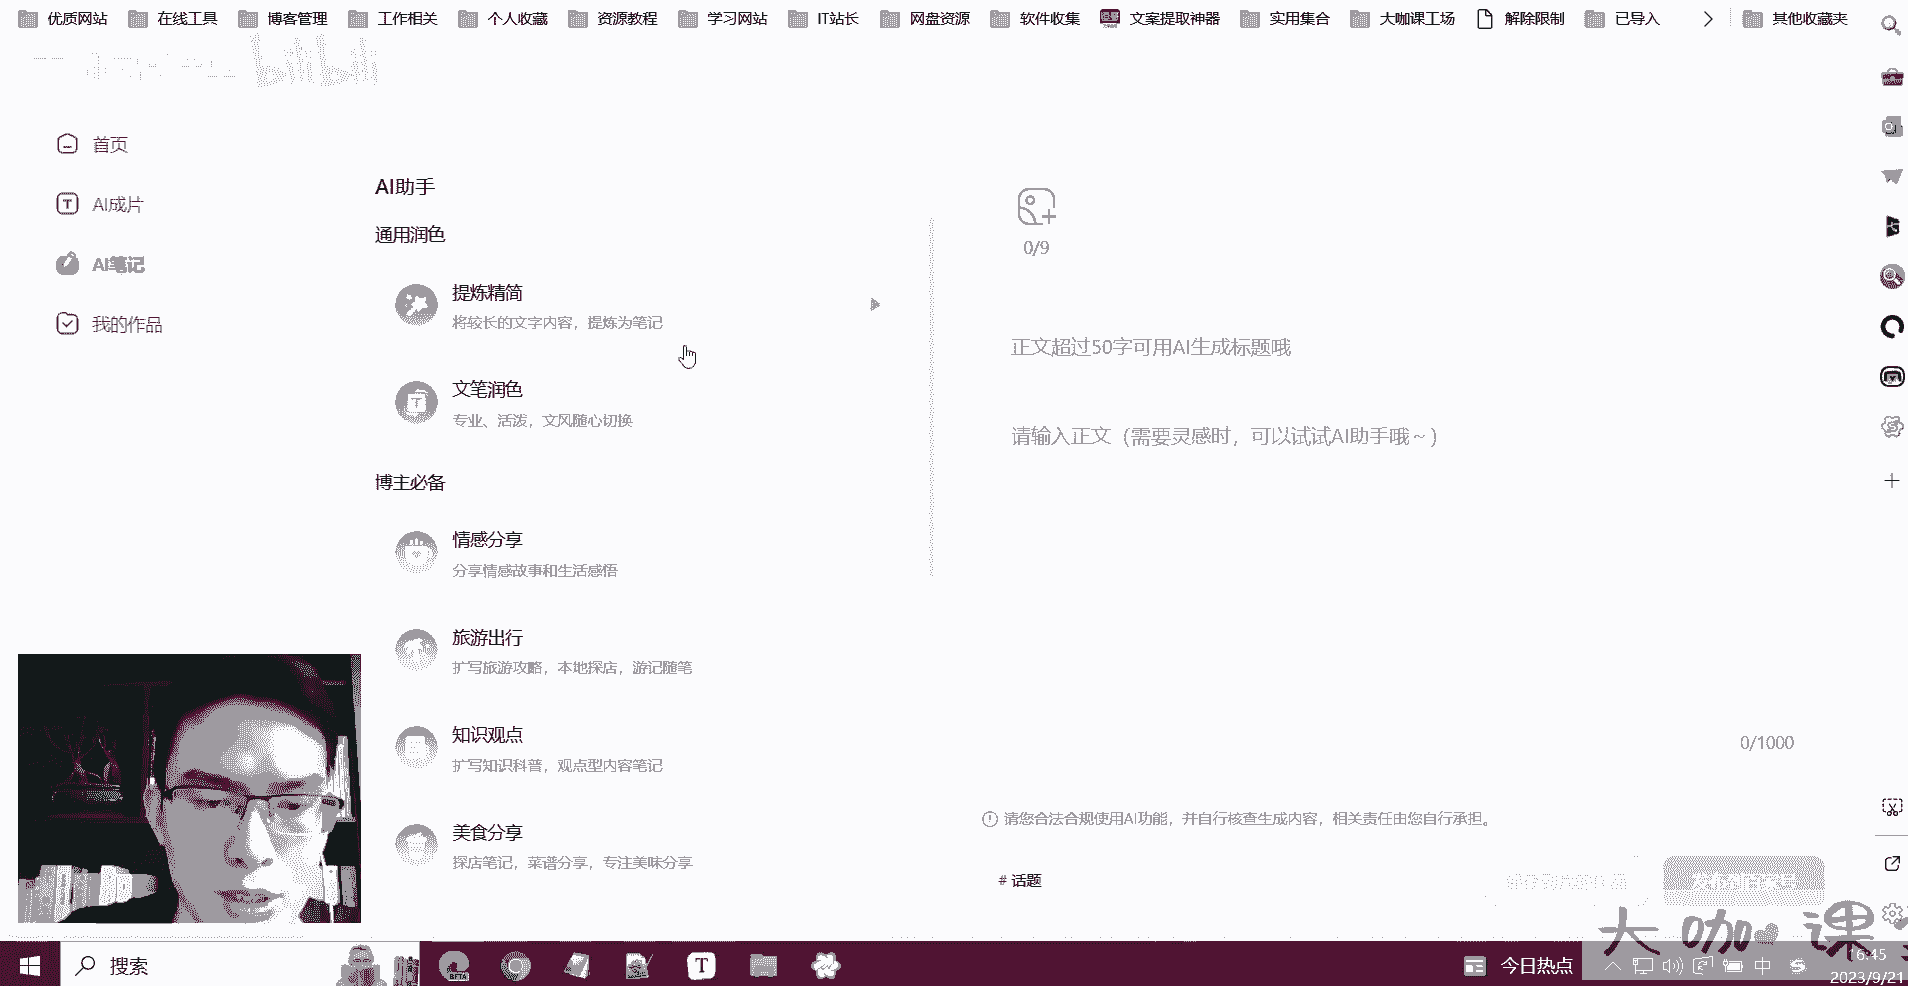 优质网站 在线工具 博客管理 工作相关 个人收藏 资源教程 学习网站 IT站长 网盘资源 软件收集 文案提取神器 实用集合 大咖课工场 解除限制 已导入 其他收藏夹
bilibili
首页
AI成片
AI笔记
我的作品
AI助手
通用润色
提炼精简
将较长的文字内容，提炼为笔记
文笔润色
专业、活泼，文风随心切换
博主必备
情感分享
分享情感故事和生活感悟
旅游出行
扩写旅游攻略，本地探店，游记随笔
知识观点
扩写知识科普，观点型内容笔记
美食分享
探店笔记，菜谱分享，专注美味分享
0/9
正文超过50字可用AI生成标题哦
请输入正文（需要灵感时，可以试试AI助手哦～）
0/1000
请您合法合规使用AI功能，并自行核查生成内容，相关责任由您自行承担。
# 话题
发布到百家号
大咖课
搜索
BETA
T
今日热点
中
16:45
2023/9/21